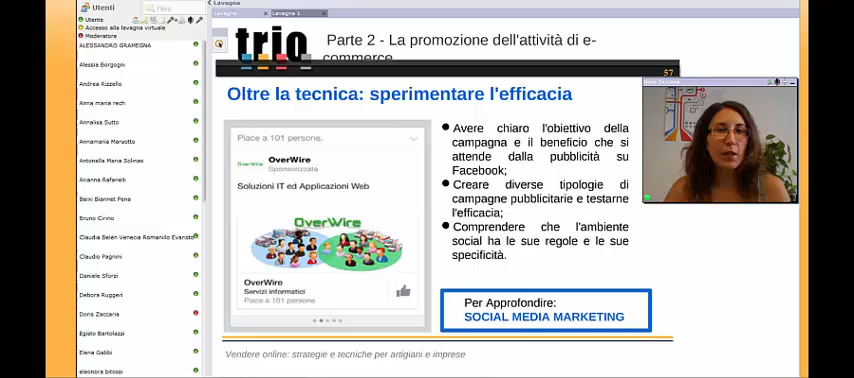 Utenti
Files
Utente
Accesso alla lavagna virtuale
Moderatore
ALESSANDRO GRAMEGNA
Alessia Borgogni
Andrea Rizzello
Anna maria rech
Annalisa Sutto
Annamaria Maruotto
Antonella Maria Solinas
Arianna Rafanelli
Bruno Cirino
Claudia Belén Venecia Romanillo Evaristo
Claudio Pagnini
Daniele Sforzi
Debora Ruggeri
Doris Zaccaria
Egisto Bartolozzi
Elena Gabbi
eleonora bitossi
Lavagne
Lavagna
Lavagna 1
trio
Parte 2 - La promozione dell'attività di e-
commerce
57
Oltre la tecnica: sperimentare l'efficacia
Piace a 101 persone.
OverWire
OverWire
Sponsorizzata
Soluzioni IT ed Applicazioni Web
OverWire
OverWire
Servizi informatici
Piace a 101 persone
Avere chiaro l'obiettivo della
campagna e il beneficio che si
attende dalla pubblicità su
Facebook;
Creare diverse tipologie di
campagne pubblicitarie e testarne
l'efficacia;
Comprendere che l'ambiente
social ha le sue regole e le sue
specificità.
Per Approfondire:
SOCIAL MEDIA MARKETING
Doris Zaccaria
Vendere online: strategie e tecniche per artigiani e imprese